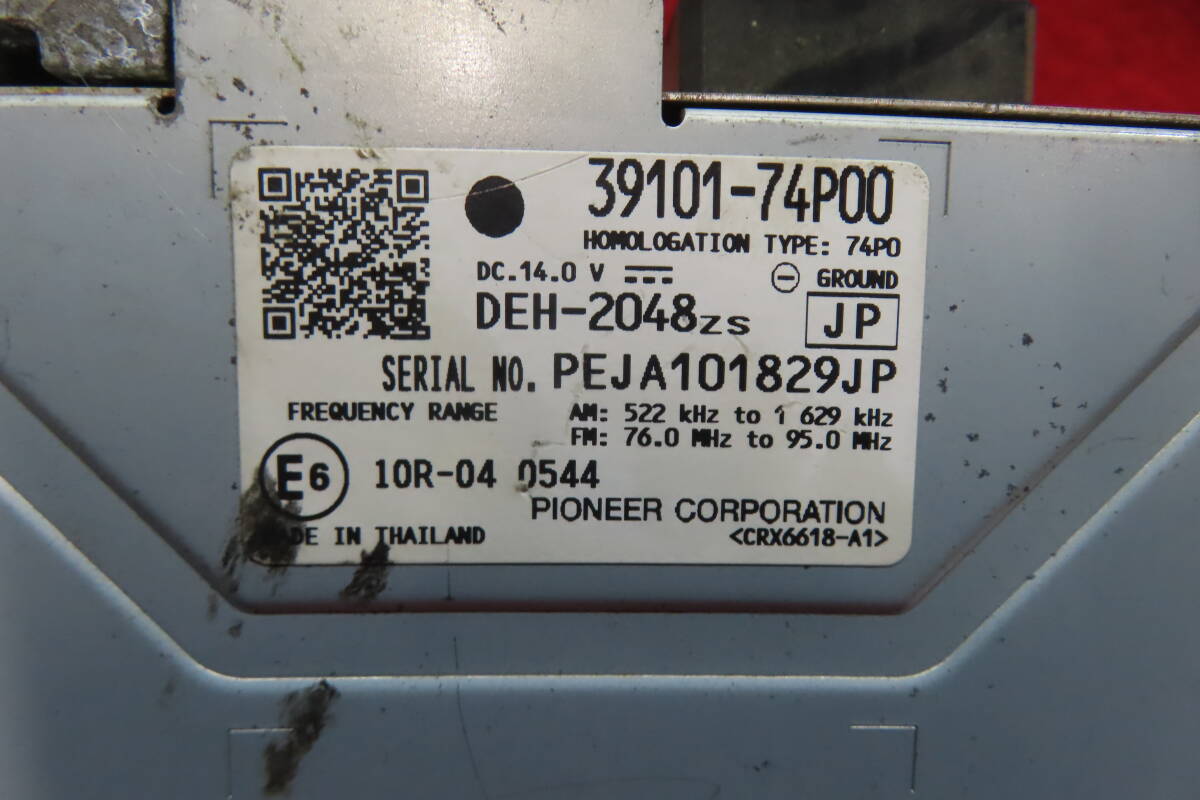 39101-74P00
HOMOLOGATION TYPE: 74P0
DC.14.0 V ⎓ ⊖ GROUND
DEH-2048zs JP
SERIAL NO. PEJA101829JP
FREQUENCY RANGE AM: 522 kHz to 1 629 kHz
FM: 76.0 MHz to 95.0 MHz
E6 10R-04 0544
PIONEER CORPORATION
MADE IN THAILAND <CRX6618-A1>